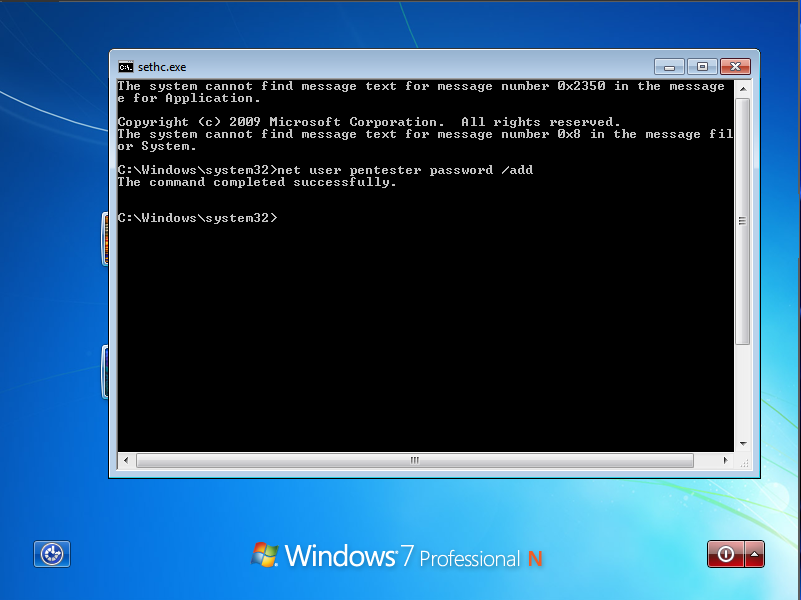 sethc.exe
The system cannot find message text for message number 0x2350 in the message
e for Application.
Copyright (c) 2009 Microsoft Corporation.  All rights reserved.
The system cannot find message text for message number 0x8 in the message fil
or System.
C:\Windows\system32>net user pentester password /add
The command completed successfully.
C:\Windows\system32>
Windows 7 Professional N